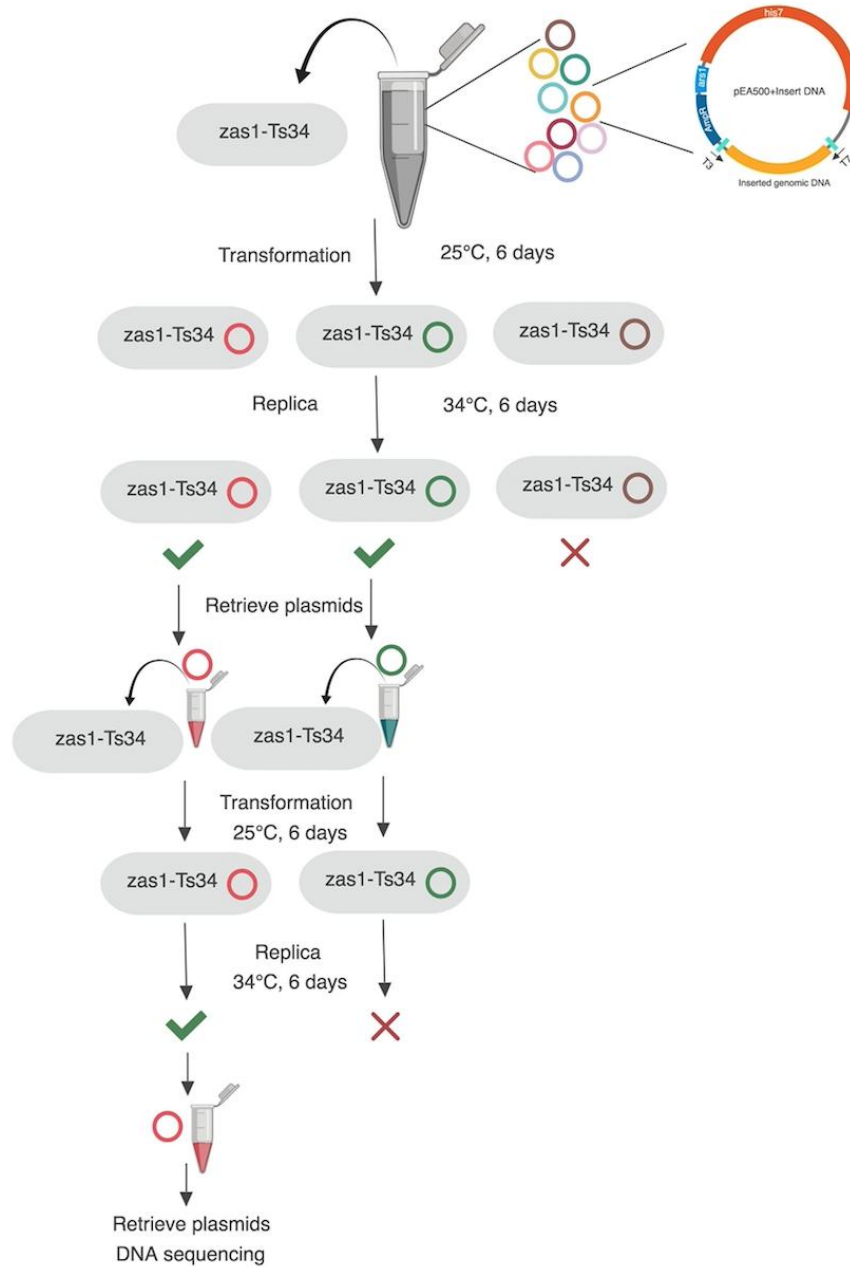 his7
ars1
AmpR
pEA500+Insert DNA
T3
Inserted genomic DNA
zas1-Ts34
Transformation
25°C, 6 days
zas1-Ts34
zas1-Ts34
zas1-Ts34
Replica
34°C, 6 days
zas1-Ts34
zas1-Ts34
zas1-Ts34
Retrieve plasmids
zas1-Ts34
zas1-Ts34
Transformation
25°C, 6 days
zas1-Ts34
zas1-Ts34
Replica
34°C, 6 days
Retrieve plasmids
DNA sequencing